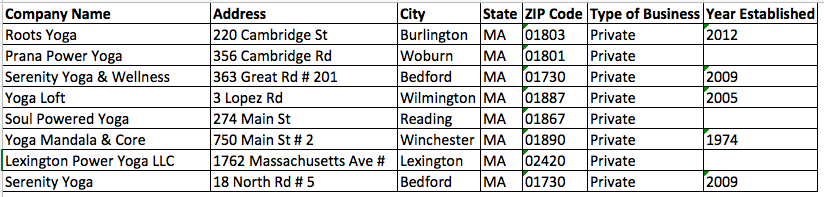 Company Name Address City State ZIP Code Type of Business Year Established
Roots Yoga 220 Cambridge St Burlington MA 01803 Private 2012
Prana Power Yoga 356 Cambridge Rd Woburn MA 01801 Private
Serenity Yoga & Wellness 363 Great Rd # 201 Bedford MA 01730 Private 2009
Yoga Loft 3 Lopez Rd Wilmington MA 01887 Private 2005
Soul Powered Yoga 274 Main St Reading MA 01867 Private
Yoga Mandala & Core 750 Main St # 2 Winchester MA 01890 Private 1974
Lexington Power Yoga LLC 1762 Massachusetts Ave # Lexington MA 02420 Private
Serenity Yoga 18 North Rd # 5 Bedford MA 01730 Private 2009